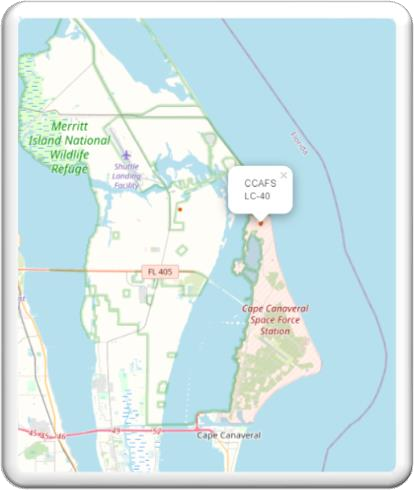 Merritt
Island National
Wildlife
Refuge
Shuttle
Landing
Facility
Florida
CCAFS
LC-40
×
FL 405
Cape Canaveral
Space Force
Station
Cape Canaveral